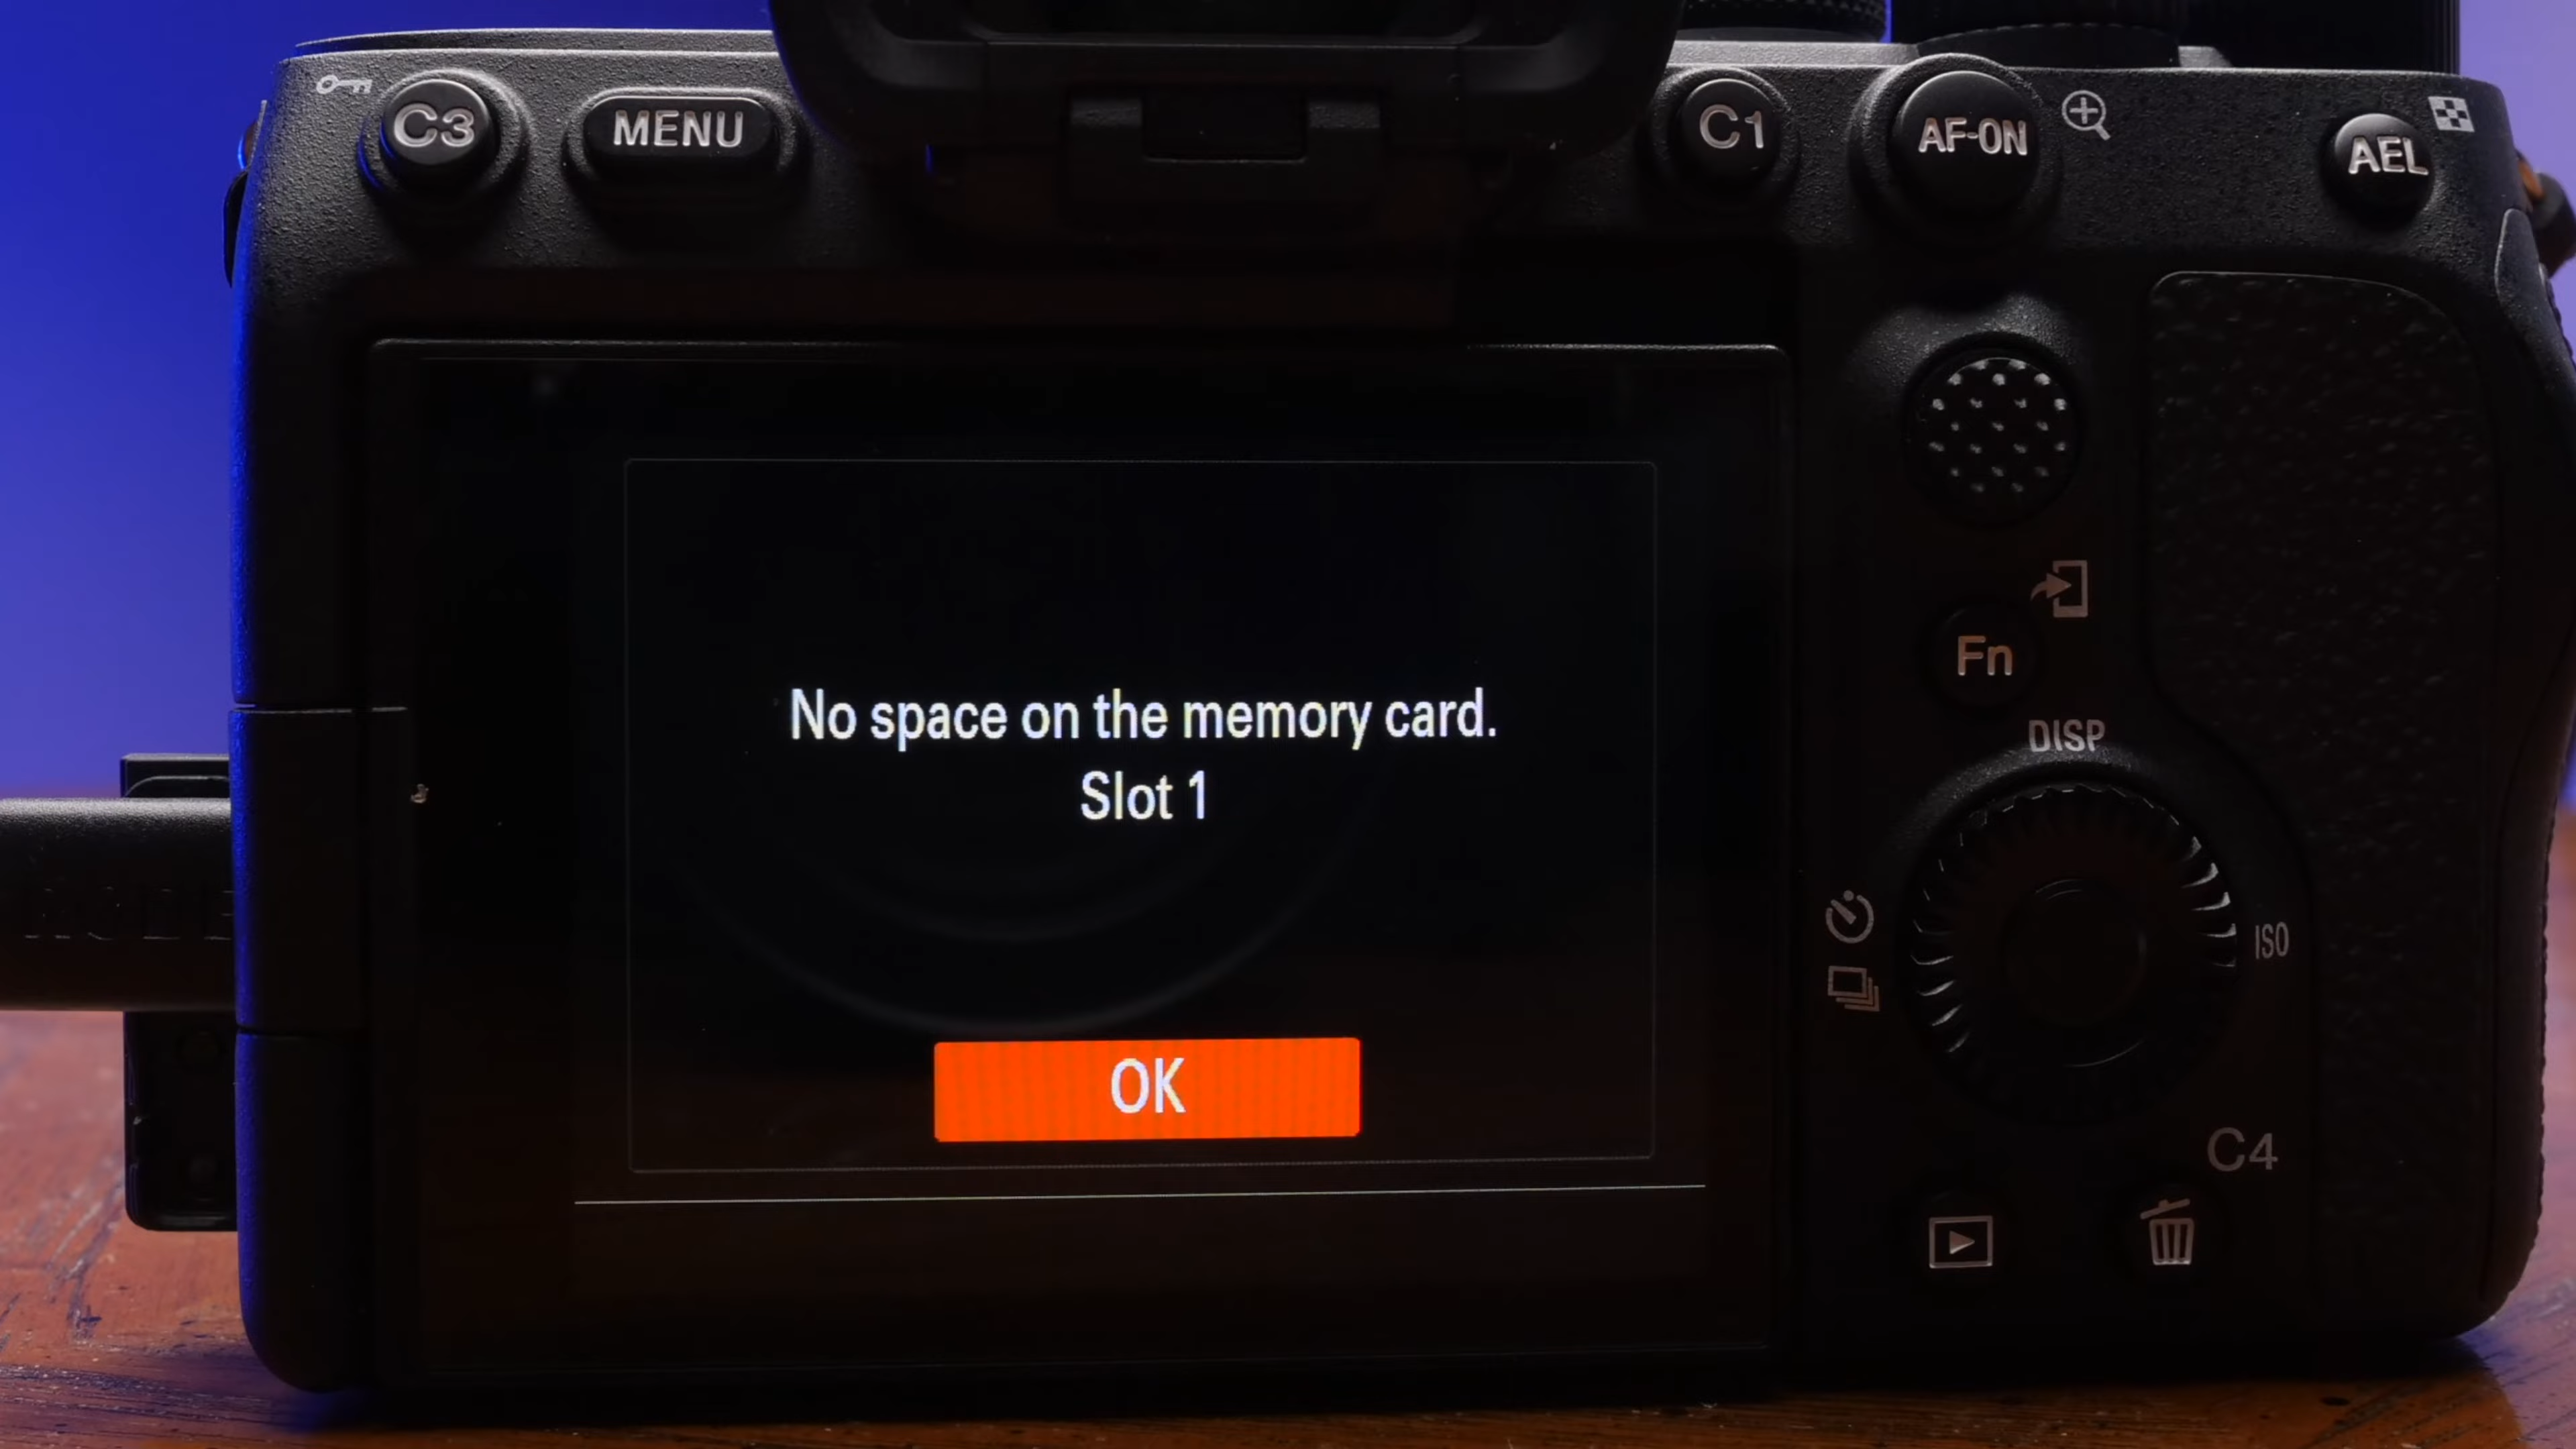 C3
MENU
C1
AF-ON
AEL
No space on the memory card.
Slot 1
OK
Fn
DISP
ISO
C4